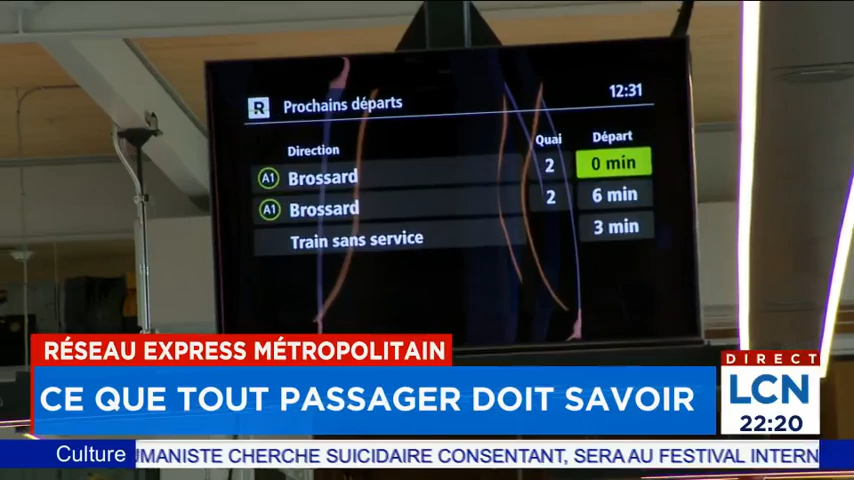 R Prochains départs 12:31
Direction Quai Départ
A1 Brossard 2 0 min
A1 Brossard 2 6 min
Train sans service 3 min
RÉSEAU EXPRESS MÉTROPOLITAIN
CE QUE TOUT PASSAGER DOIT SAVOIR
DIRECT
LCN
22:20
Culture UMANISTE CHERCHE SUICIDAIRE CONSENTANT, SERA AU FESTIVAL INTERN